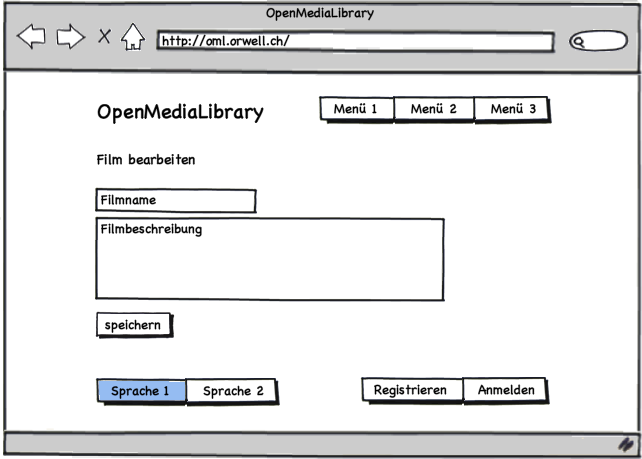 OpenMediaLibrary
http://oml.orwell.ch/
OpenMediaLibrary
Menü 1 Menü 2 Menü 3
Film bearbeiten
Filmname
Filmbeschreibung
speichern
Sprache 1 Sprache 2 Registrieren Anmelden